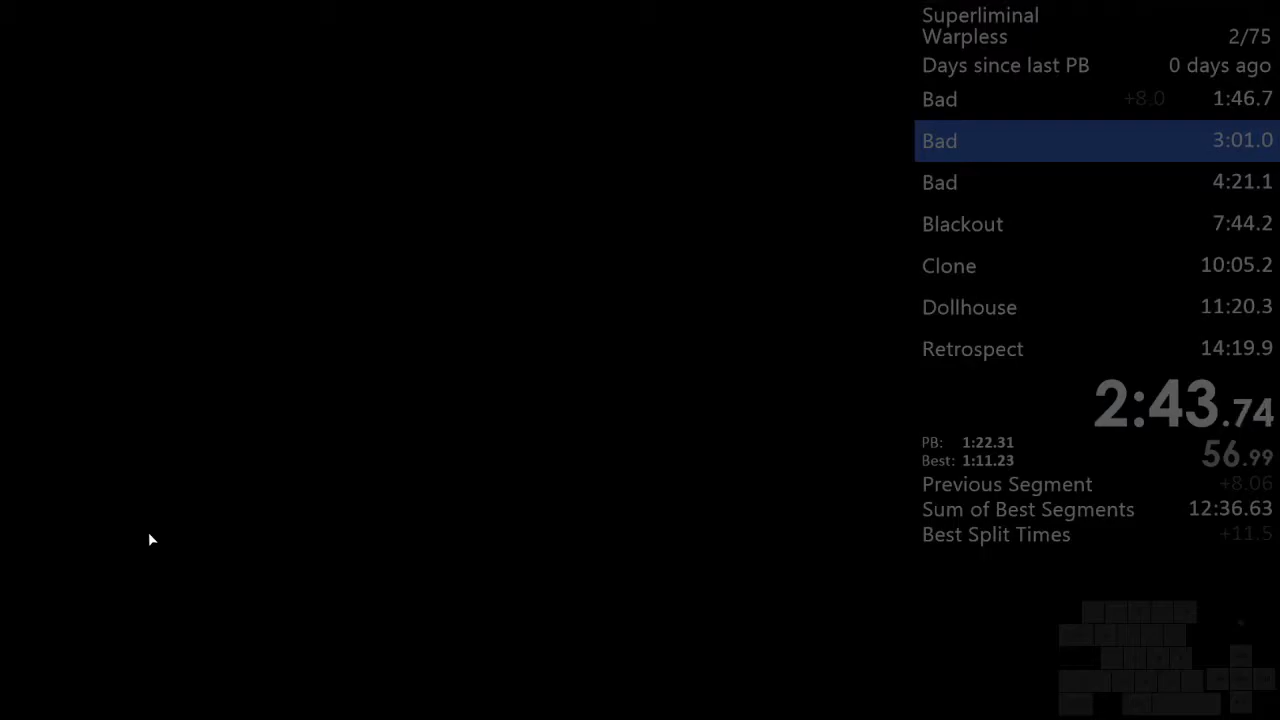 Superliminal
Warpless 2/75
Days since last PB 0 days ago
Bad +8.0 1:46.7
Bad 3:01.0
Bad 4:21.1
Blackout 7:44.2
Clone 10:05.2
Dollhouse 11:20.3
Retrospect 14:19.9
2:43.74
PB: 1:22.31 56.99
Best: 1:11.23
Previous Segment +8.06
Sum of Best Segments 12:36.63
Best Split Times +11.5